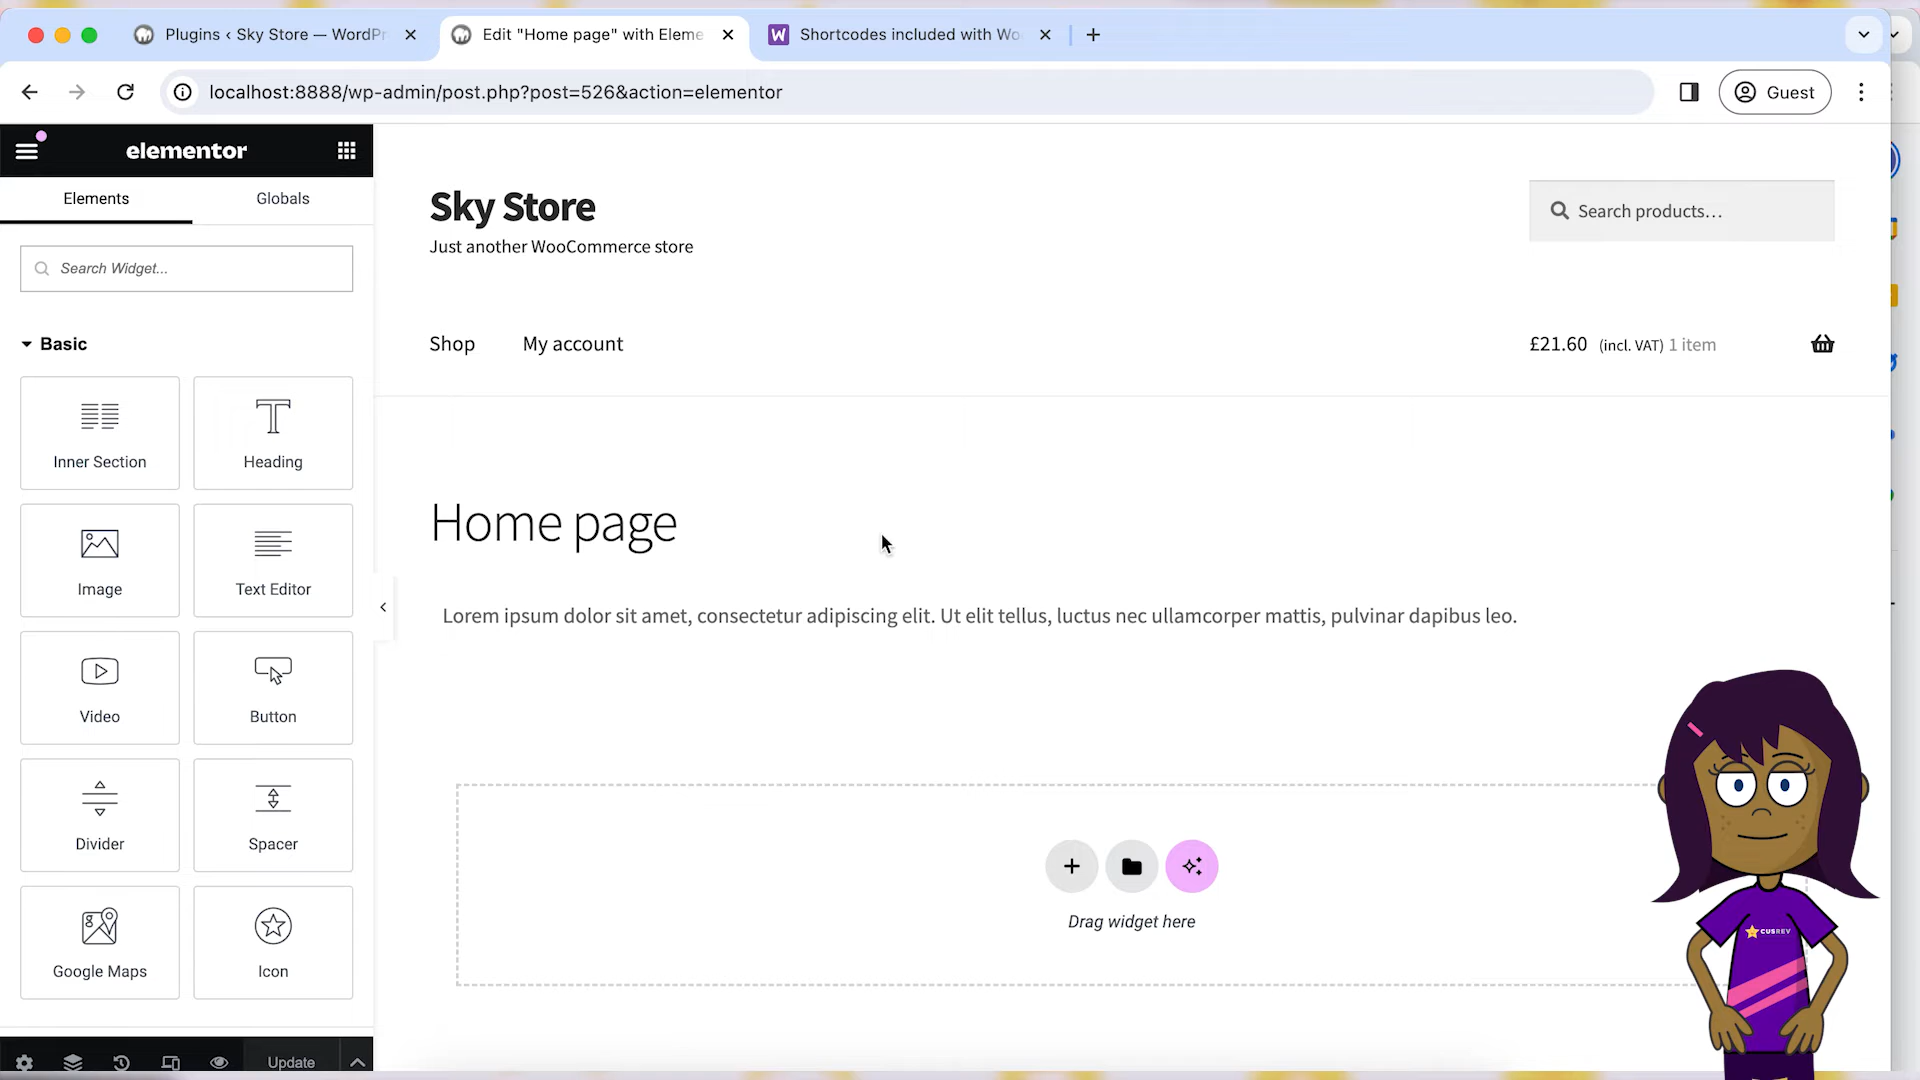 Plugins ‹ Sky Store — WordPr
Edit "Home page" with Eleme
Shortcodes included with Wo
localhost:8888/wp-admin/post.php?post=526&action=elementor
Guest
elementor
Elements
Globals
Search Widget...
Basic
Inner Section
Heading
Image
Text Editor
Video
Button
Divider
Spacer
Google Maps
Icon
Update
Sky Store
Just another WooCommerce store
Search products…
Shop
My account
£21.60 (incl. VAT) 1 item
Home page
Lorem ipsum dolor sit amet, consectetur adipiscing elit. Ut elit tellus, luctus nec ullamcorper mattis, pulvinar dapibus leo.
Drag widget here
CUSREV